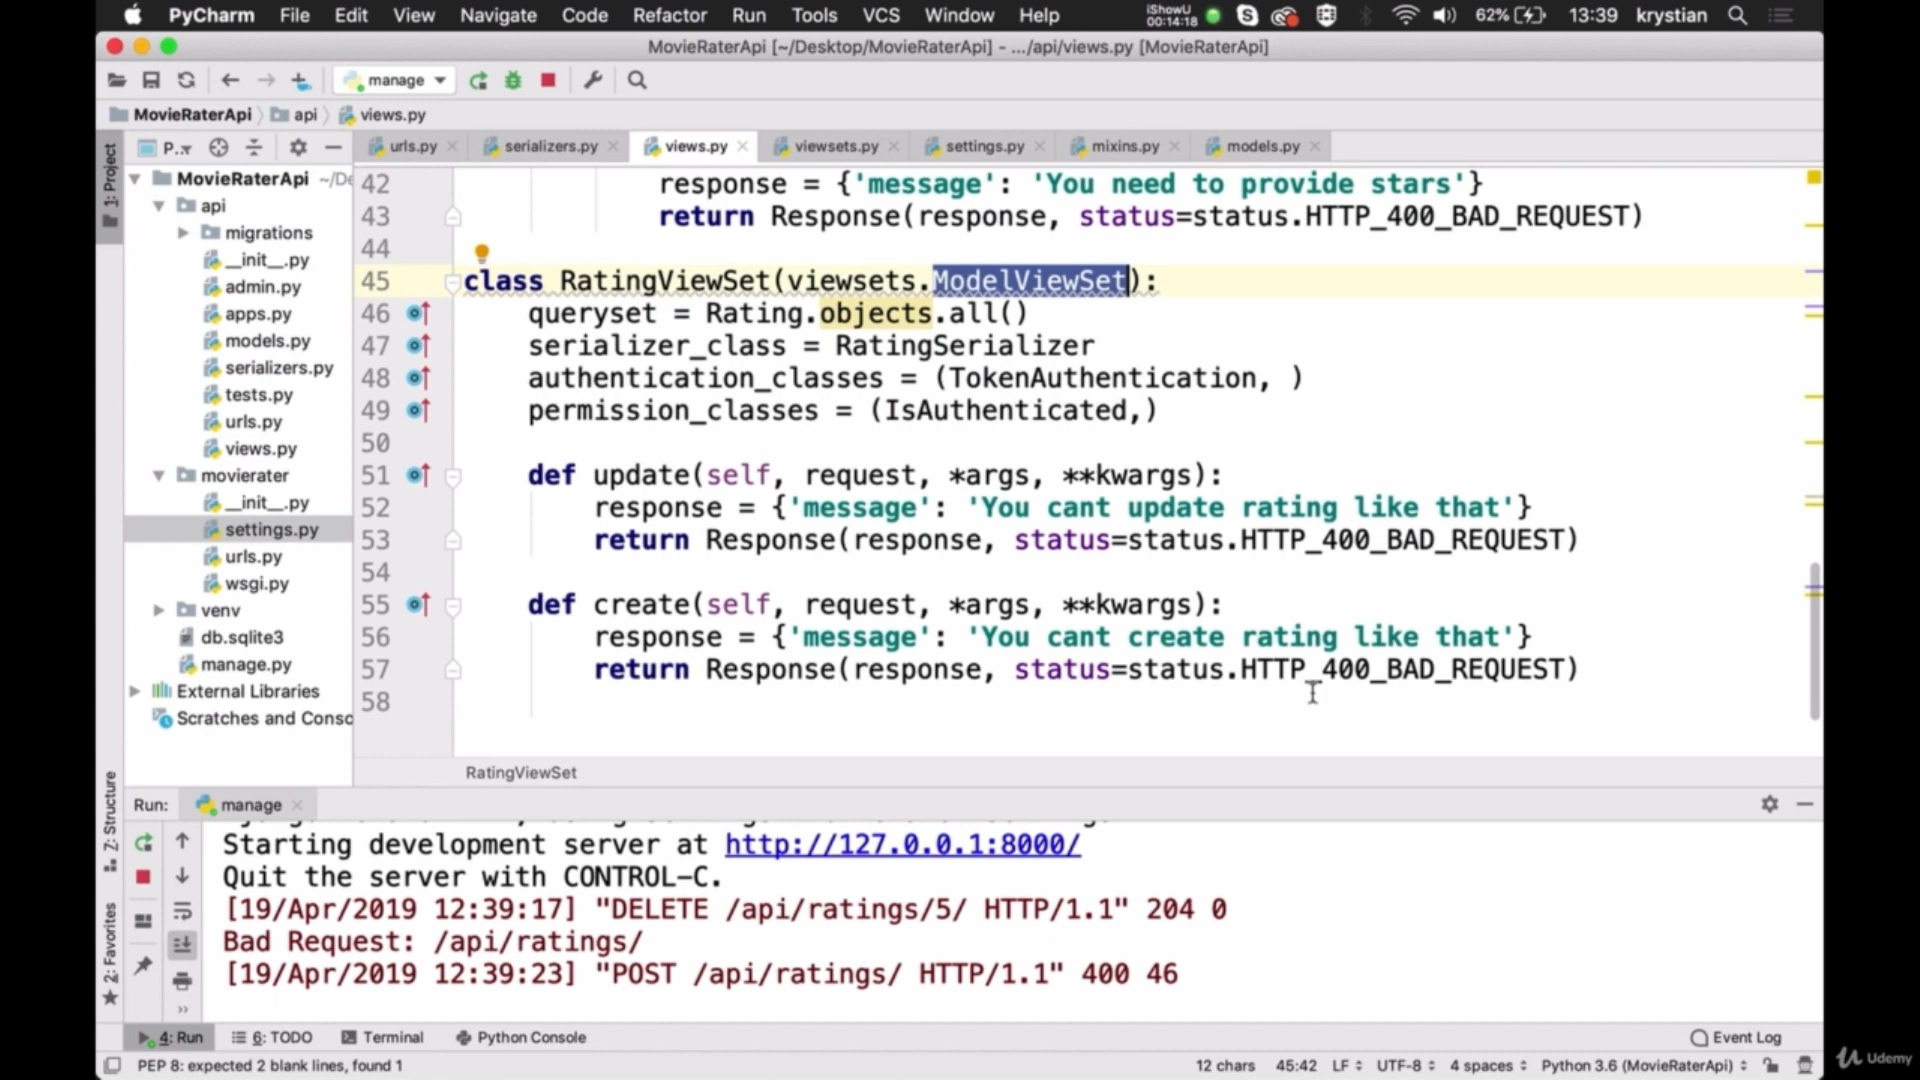 PyCharm File Edit View Navigate Code Refactor Run Tools VCS Window Help iShowU 00:14:18 62% 13:39 krystian
MovieRaterApi [~/Desktop/MovieRaterApi] - .../api/views.py [MovieRaterApi]
manage
MovieRaterApi api views.py
1: Project
P..
urls.py serializers.py views.py viewsets.py settings.py mixins.py models.py
MovieRaterApi ~/De
api
migrations
__init__.py
admin.py
apps.py
models.py
serializers.py
tests.py
urls.py
views.py
movierater
__init__.py
settings.py
urls.py
wsgi.py
venv
db.sqlite3
manage.py
External Libraries
Scratches and Conso
42 response = {'message': 'You need to provide stars'}
43 return Response(response, status=status.HTTP_400_BAD_REQUEST)
44
45 class RatingViewSet(viewsets.ModelViewSet):
46 queryset = Rating.objects.all()
47 serializer_class = RatingSerializer
48 authentication_classes = (TokenAuthentication, )
49 permission_classes = (IsAuthenticated,)
50
51 def update(self, request, *args, **kwargs):
52 response = {'message': 'You cant update rating like that'}
53 return Response(response, status=status.HTTP_400_BAD_REQUEST)
54
55 def create(self, request, *args, **kwargs):
56 response = {'message': 'You cant create rating like that'}
57 return Response(response, status=status.HTTP_400_BAD_REQUEST)
58
RatingViewSet
Z: Structure
2: Favorites
Run: manage
Starting development server at http://127.0.0.1:8000/
Quit the server with CONTROL-C.
[19/Apr/2019 12:39:17] "DELETE /api/ratings/5/ HTTP/1.1" 204 0
Bad Request: /api/ratings/
[19/Apr/2019 12:39:23] "POST /api/ratings/ HTTP/1.1" 400 46
4: Run 6: TODO Terminal Python Console Event Log
PEP 8: expected 2 blank lines, found 1 12 chars 45:42 LF UTF-8 4 spaces Python 3.6 (MovieRaterApi)
Udemy